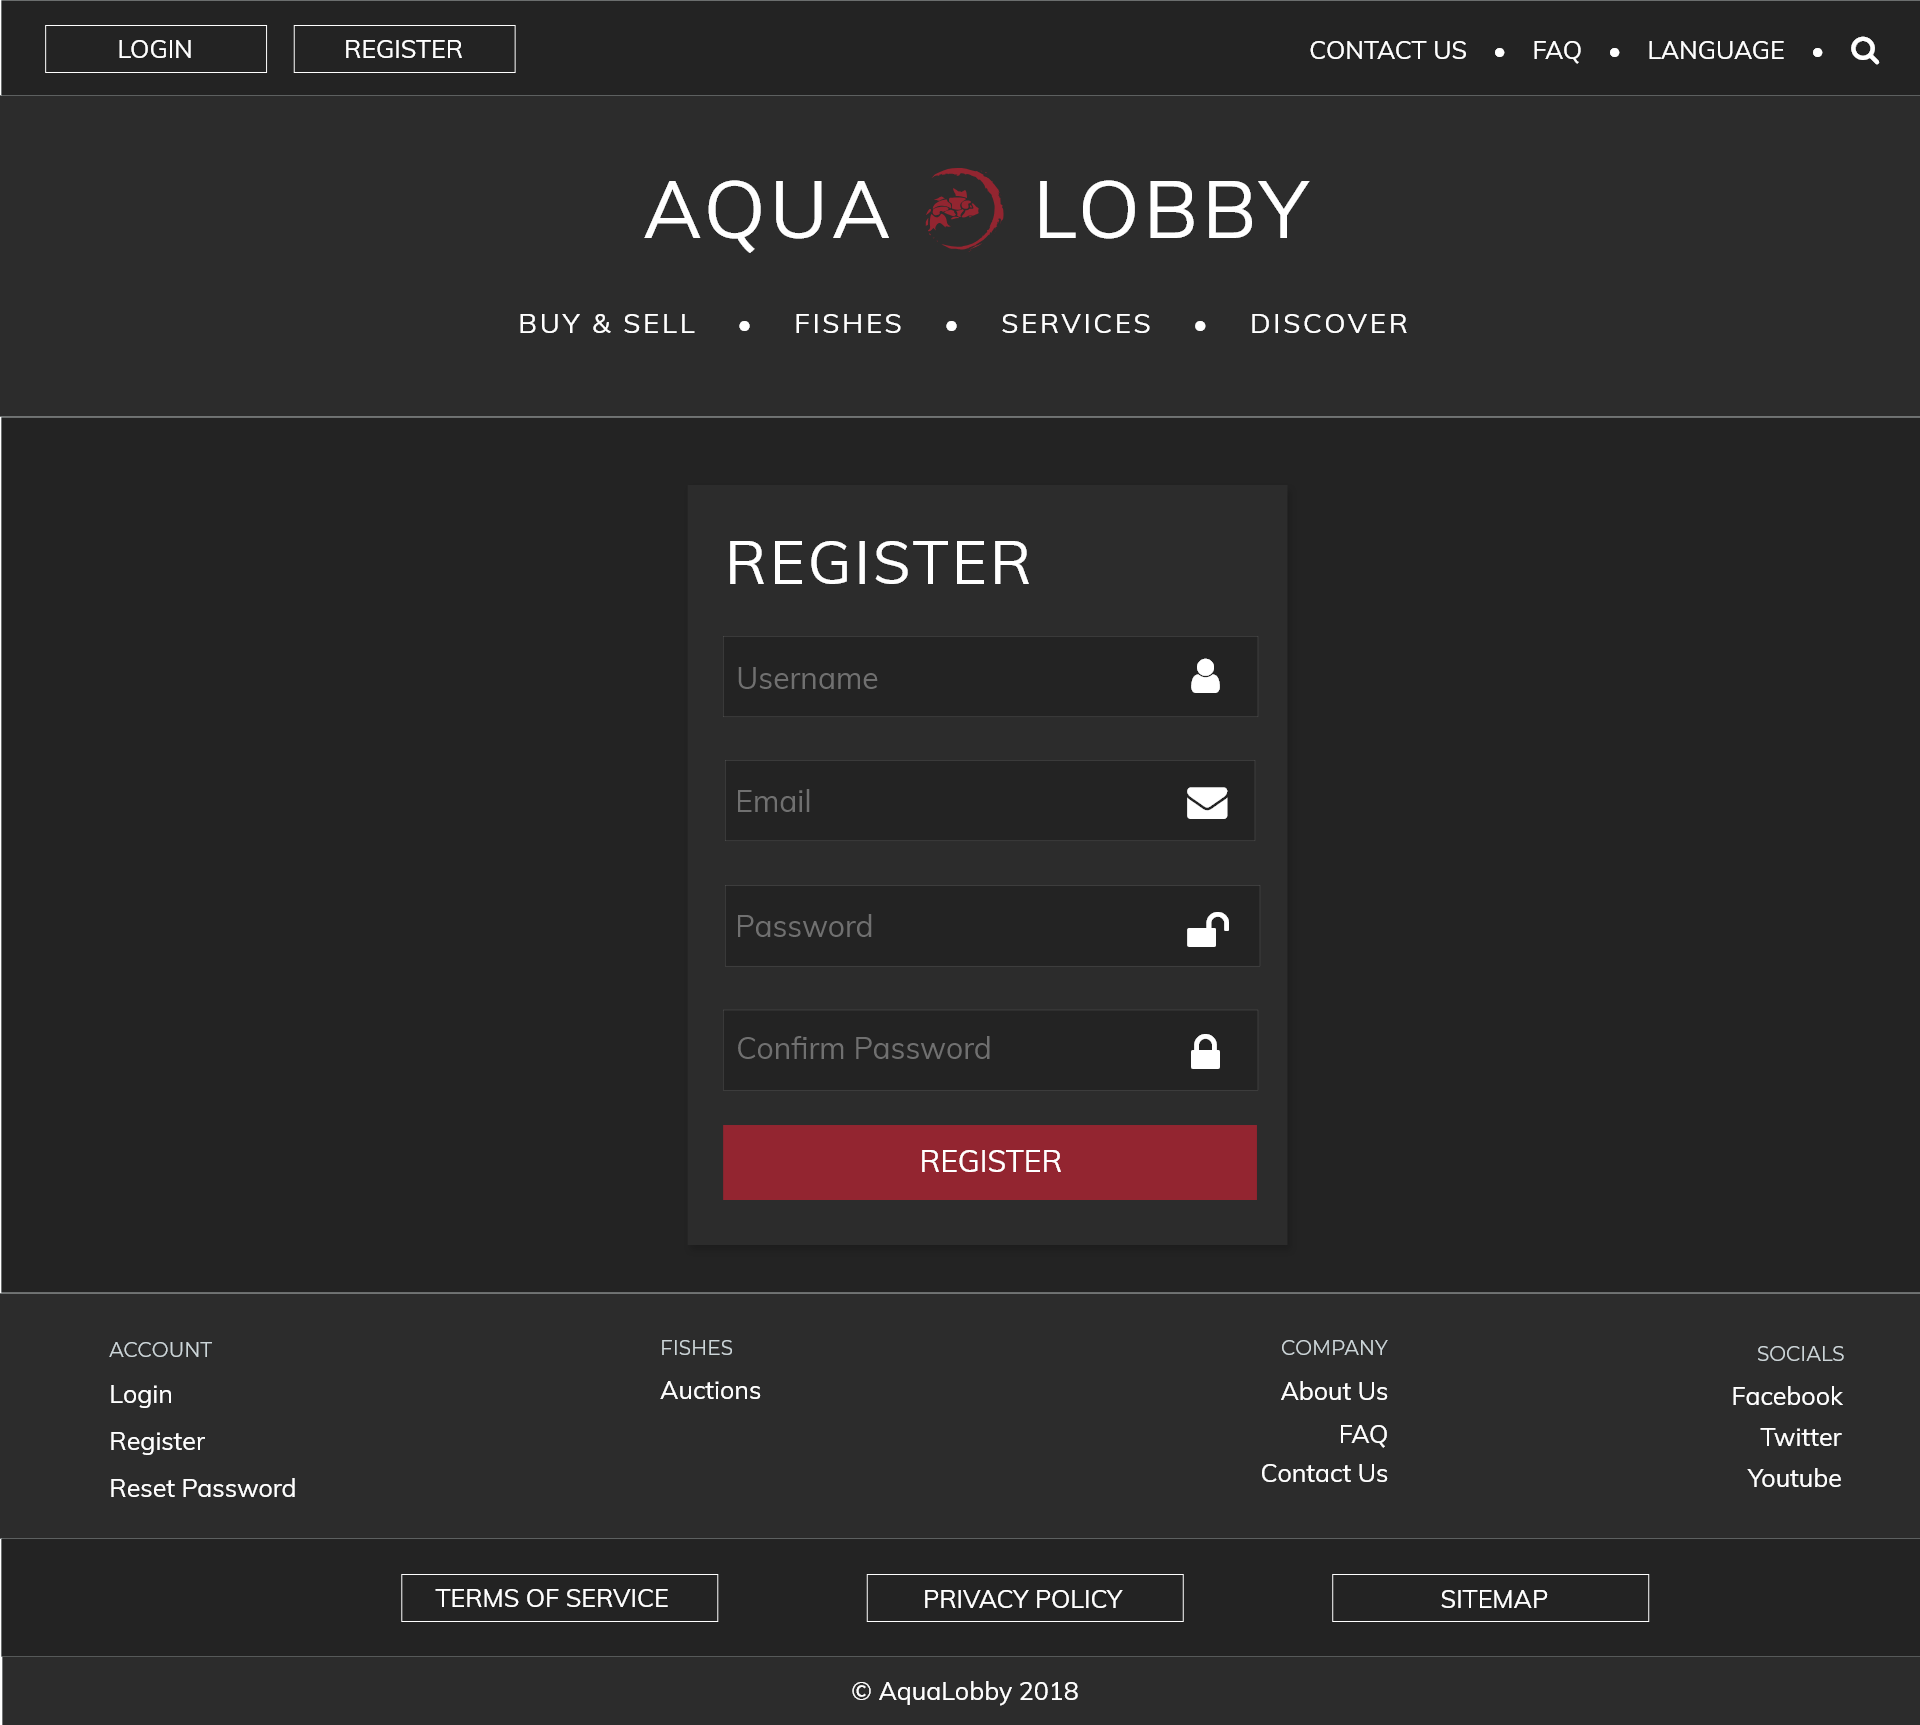 LOGIN REGISTER CONTACT US • FAQ • LANGUAGE •
AQUA LOBBY
BUY & SELL • FISHES • SERVICES • DISCOVER
REGISTER
Username
Email
Password
Confirm Password
REGISTER
ACCOUNT
Login
Register
Reset Password
FISHES
Auctions
COMPANY
About Us
FAQ
Contact Us
SOCIALS
Facebook
Twitter
Youtube
TERMS OF SERVICE PRIVACY POLICY SITEMAP
© AquaLobby 2018